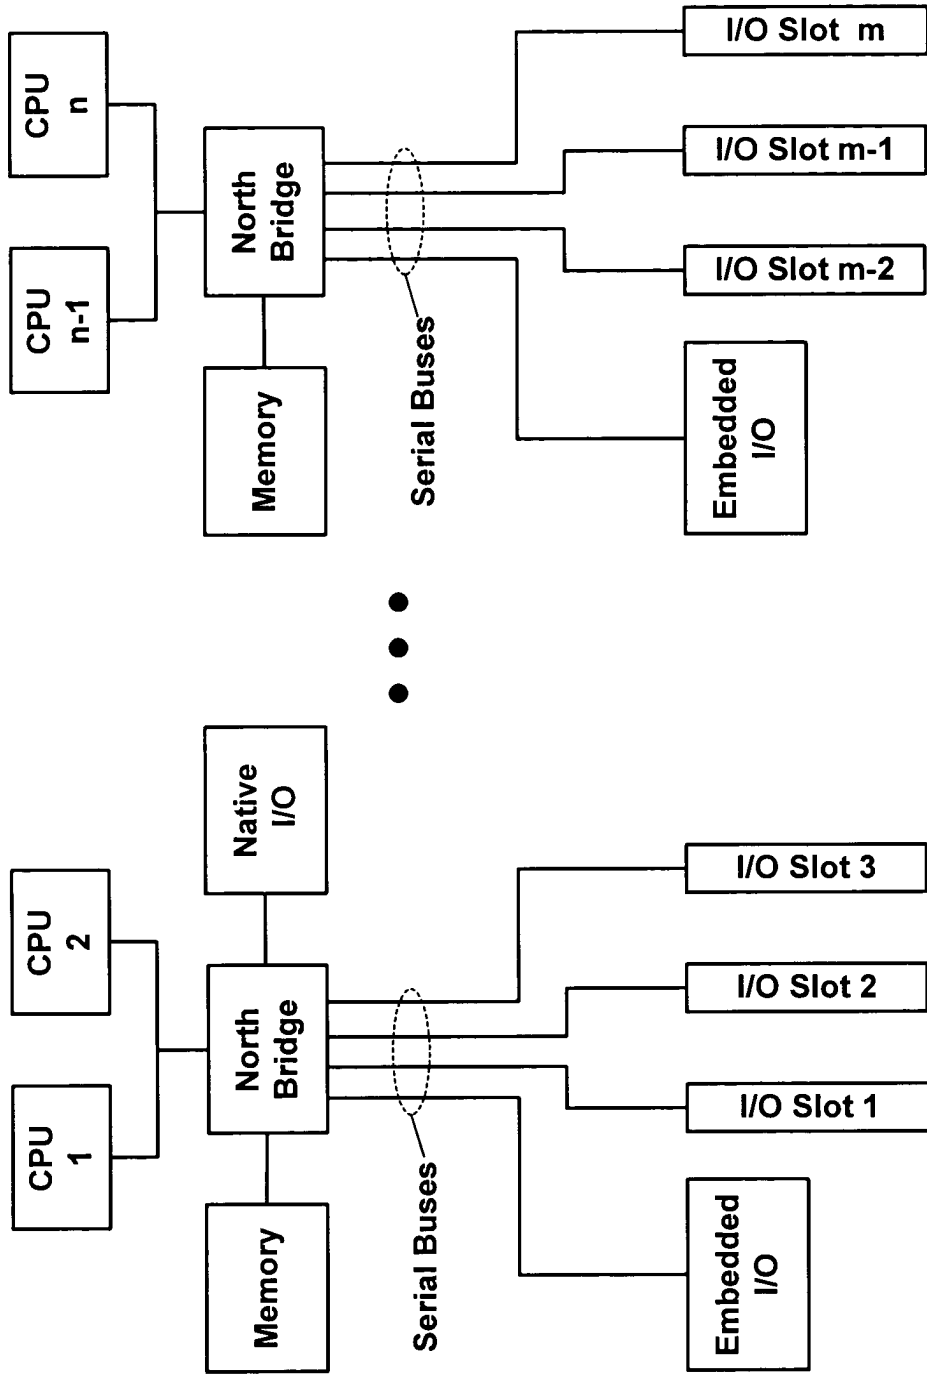 CPU
1
CPU
2
CPU
n-1
CPU
n
Memory
North
Bridge
Native
I/O
Memory
North
Bridge
Serial Buses
Serial Buses
Embedded
I/O
I/O Slot 1
I/O Slot 2
I/O Slot 3
Embedded
I/O
I/O Slot m-2
I/O Slot m-1
I/O Slot m